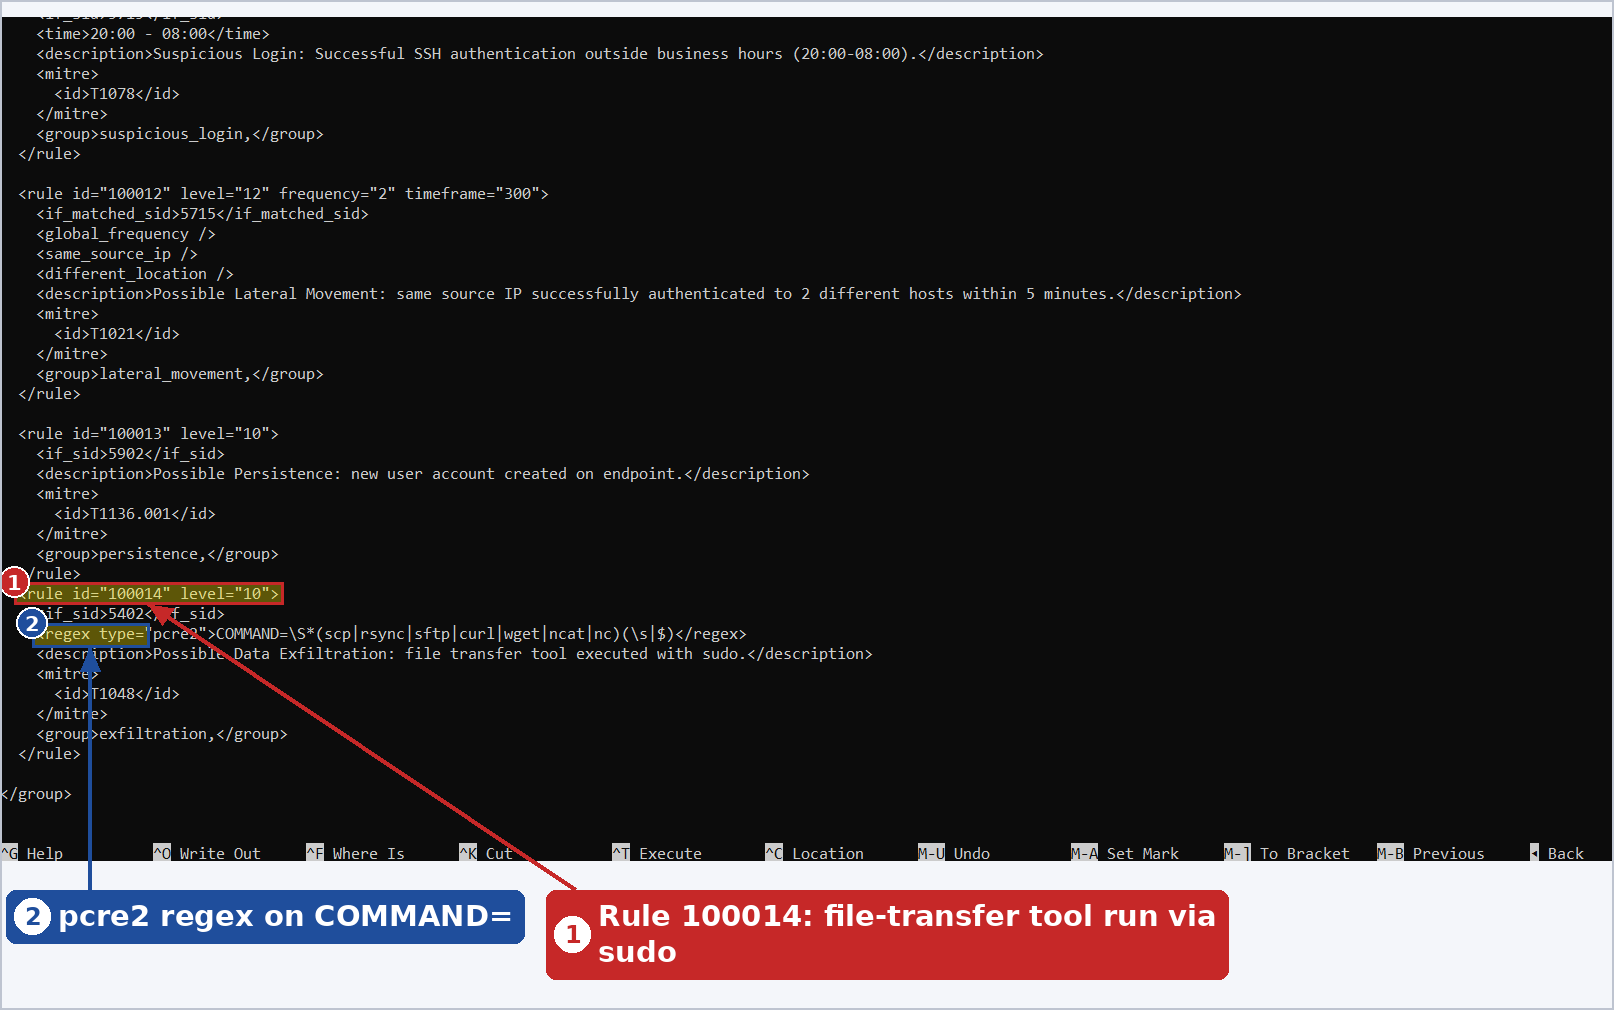 <if_sid>5715</if_sid>
<time>20:00 - 08:00</time>
<description>Suspicious Login: Successful SSH authentication outside business hours (20:00-08:00).</description>
<mitre>
<id>T1078</id>
</mitre>
<group>suspicious_login,</group>
</rule>
<rule id="100012" level="12" frequency="2" timeframe="300">
<if_matched_sid>5715</if_matched_sid>
<global_frequency />
<same_source_ip />
<different_location />
<description>Possible Lateral Movement: same source IP successfully authenticated to 2 different hosts within 5 minutes.</description>
<mitre>
<id>T1021</id>
</mitre>
<group>lateral_movement,</group>
</rule>
<rule id="100013" level="10">
<if_sid>5902</if_sid>
<description>Possible Persistence: new user account created on endpoint.</description>
<mitre>
<id>T1136.001</id>
</mitre>
<group>persistence,</group>
</rule>
1
<rule id="100014" level="10">
<if_sid>5402</if_sid>
2
<regex type="pcre2">COMMAND=\S*(scp|rsync|sftp|curl|wget|ncat|nc)(\s|$)</regex>
<description>Possible Data Exfiltration: file transfer tool executed with sudo.</description>
<mitre>
<id>T1048</id>
</mitre>
<group>exfiltration,</group>
</rule>
</group>
^G Help ^O Write Out ^F Where Is ^K Cut ^T Execute ^C Location M-U Undo M-A Set Mark M-] To Bracket M-B Previous ◂ Back
2 pcre2 regex on COMMAND=
1 Rule 100014: file-transfer tool run via
sudo